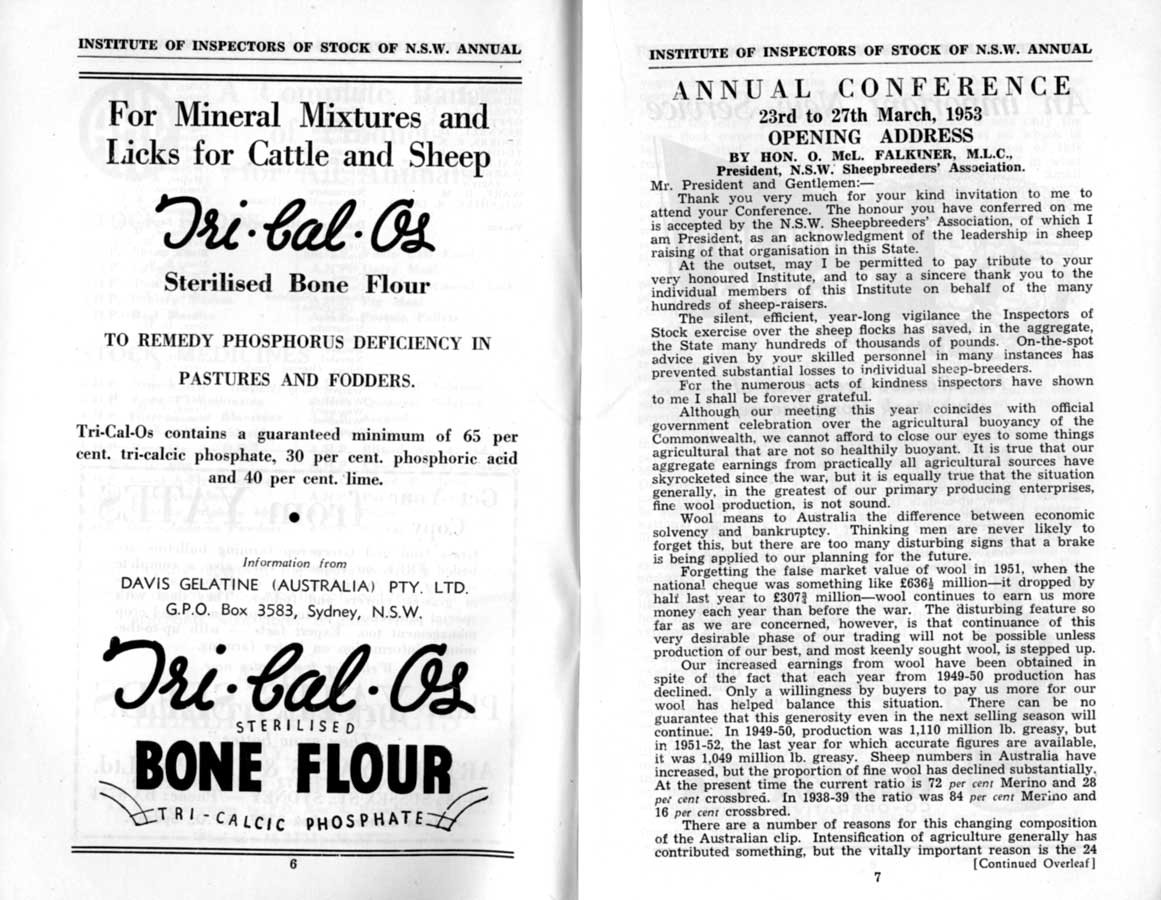 INSTITUTE OF INSPECTORS OF STOCK OF N.S.W. ANNUAL
For Mineral Mixtures and
Licks for Cattle and Sheep
Tri·Cal·Os
Sterilised Bone Flour
TO REMEDY PHOSPHORUS DEFICIENCY IN
PASTURES AND FODDERS.
Tri-Cal-Os contains a guaranteed minimum of 65 per
cent. tri-calcic phosphate, 30 per cent. phosphoric acid
and 40 per cent. lime.
●
Information from
DAVIS GELATINE (AUSTRALIA) PTY. LTD.
G.P.O. Box 3583, Sydney, N.S.W.
Tri·Cal·Os
STERILISED
BONE FLOUR
TRI-CALCIC PHOSPHATE
6
INSTITUTE OF INSPECTORS OF STOCK OF N.S.W. ANNUAL
ANNUAL CONFERENCE
23rd to 27th March, 1953
OPENING ADDRESS
BY HON. O. McL. FALKINER, M.L.C.,
President, N.S.W. Sheepbreeders' Association.
Mr. President and Gentlemen:—
Thank you very much for your kind invitation to me to
attend your Conference. The honour you have conferred on me
is accepted by the N.S.W. Sheepbreeders' Association, of which I
am President, as an acknowledgment of the leadership in sheep
raising of that organisation in this State.
At the outset, may I be permitted to pay tribute to your
very honoured Institute, and to say a sincere thank you to the
individual members of this Institute on behalf of the many
hundreds of sheep-raisers.
The silent, efficient, year-long vigilance the Inspectors of
Stock exercise over the sheep flocks has saved, in the aggregate,
the State many hundreds of thousands of pounds. On-the-spot
advice given by your skilled personnel in many instances has
prevented substantial losses to individual sheep-breeders.
For the numerous acts of kindness inspectors have shown
to me I shall be forever grateful.
Although our meeting this year coincides with official
government celebration over the agricultural buoyancy of the
Commonwealth, we cannot afford to close our eyes to some things
agricultural that are not so healthily buoyant. It is true that our
aggregate earnings from practically all agricultural sources have
skyrocketed since the war, but it is equally true that the situation
generally, in the greatest of our primary producing enterprises,
fine wool production, is not sound.
Wool means to Australia the difference between economic
solvency and bankruptcy. Thinking men are never likely to
forget this, but there are too many disturbing signs that a brake
is being applied to our planning for the future.
Forgetting the false market value of wool in 1951, when the
national cheque was something like £636½ million—it dropped by
half last year to £307¾ million—wool continues to earn us more
money each year than before the war. The disturbing feature so
far as we are concerned, however, is that continuance of this
very desirable phase of our trading will not be possible unless
production of our best, and most keenly sought wool, is stepped up.
Our increased earnings from wool have been obtained in
spite of the fact that each year from 1949-50 production has
declined. Only a willingness by buyers to pay us more for our
wool has helped balance this situation. There can be no
guarantee that this generosity even in the next selling season will
continue. In 1949-50, production was 1,110 million lb. greasy, but
in 1951-52, the last year for which accurate figures are available,
it was 1,049 million lb. greasy. Sheep numbers in Australia have
increased, but the proportion of fine wool has declined substantially.
At the present time the current ratio is 72 per cent Merino and 28
per cent crossbred. In 1938-39 the ratio was 84 per cent Merino and
16 per cent crossbred.
There are a number of reasons for this changing composition
of the Australian clip. Intensification of agriculture generally has
contributed something, but the vitally important reason is the 24
[Continued Overleaf]
7